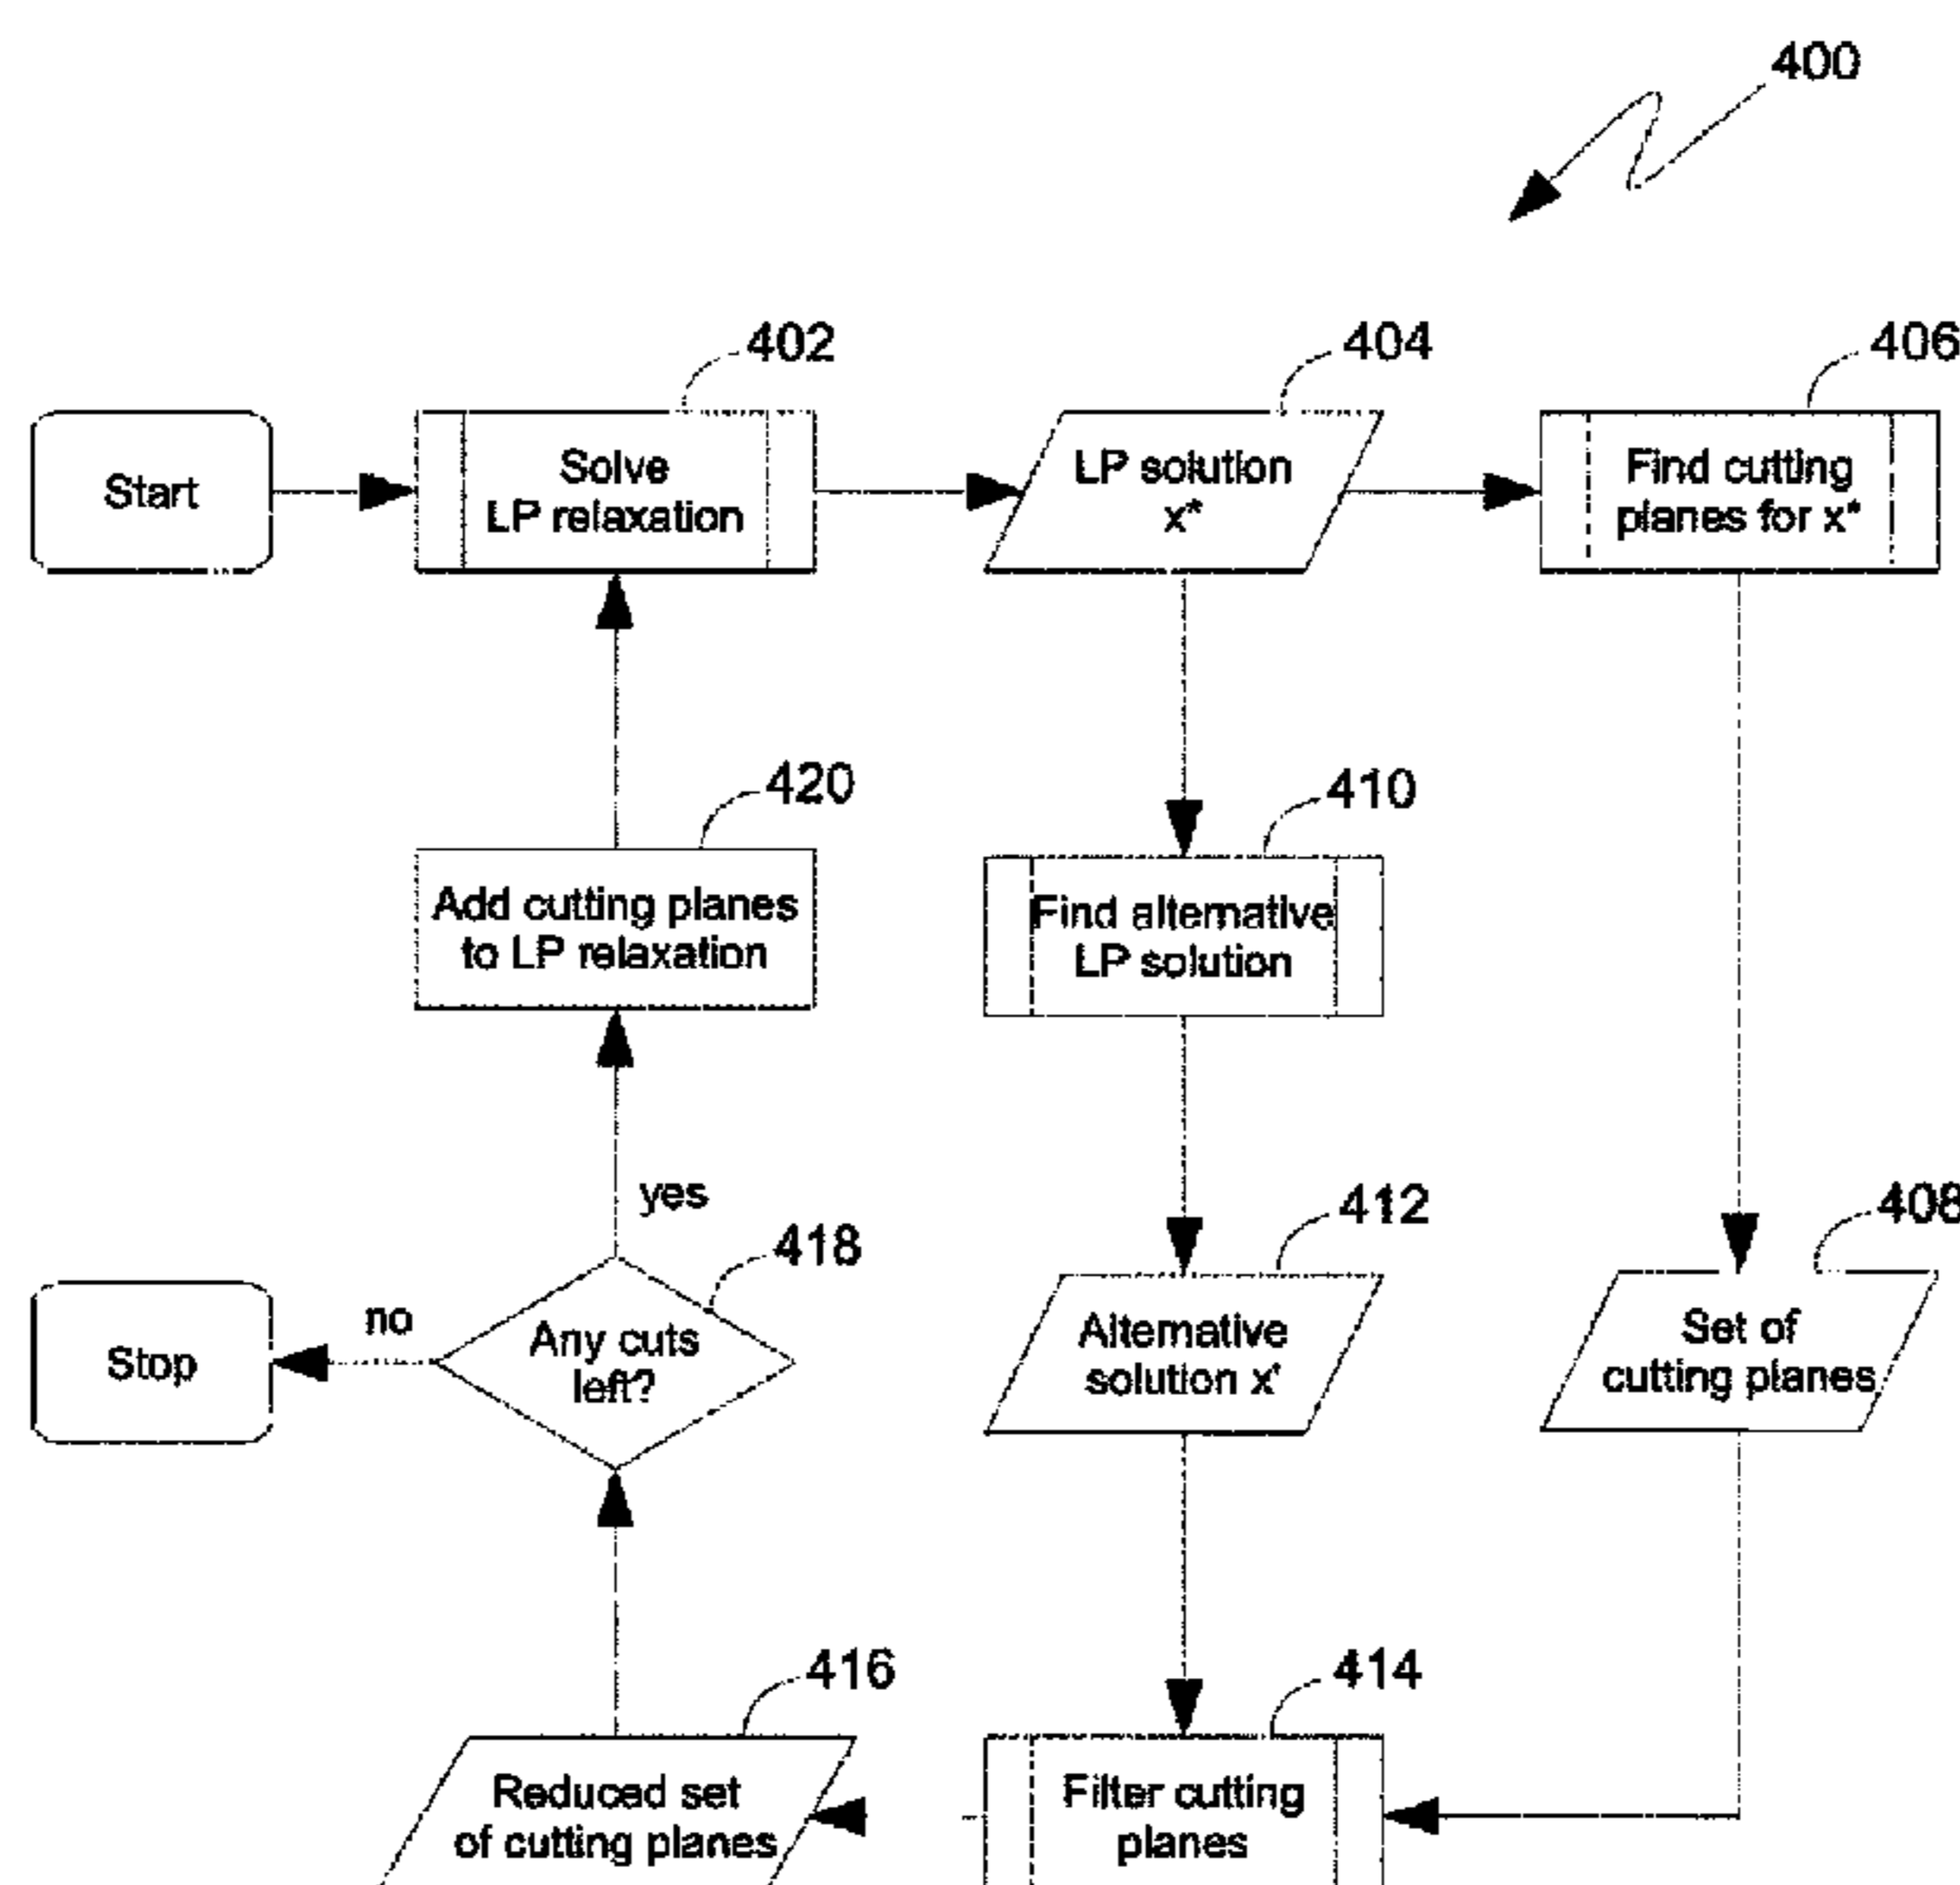 400
402
404
406
Start
Solve
LP relaxation
LP solution
x*
Find cutting
planes for x*
420
410
Add cutting planes
to LP relaxation
Find alternative
LP solution
yes
418
412
408
Stop
no
Any cuts
left?
Alternative
solution x'
Set of
cutting planes
416
414
Reduced set
of cutting planes
Filter cutting
planes